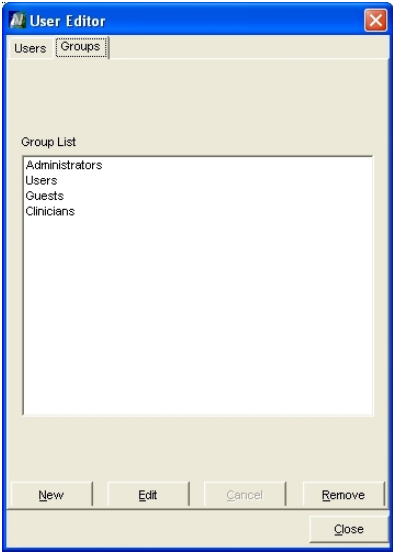 User Editor
Users Groups
Group List
Administrators
Users
Guests
Clinicians
New Edit Cancel Remove
Close